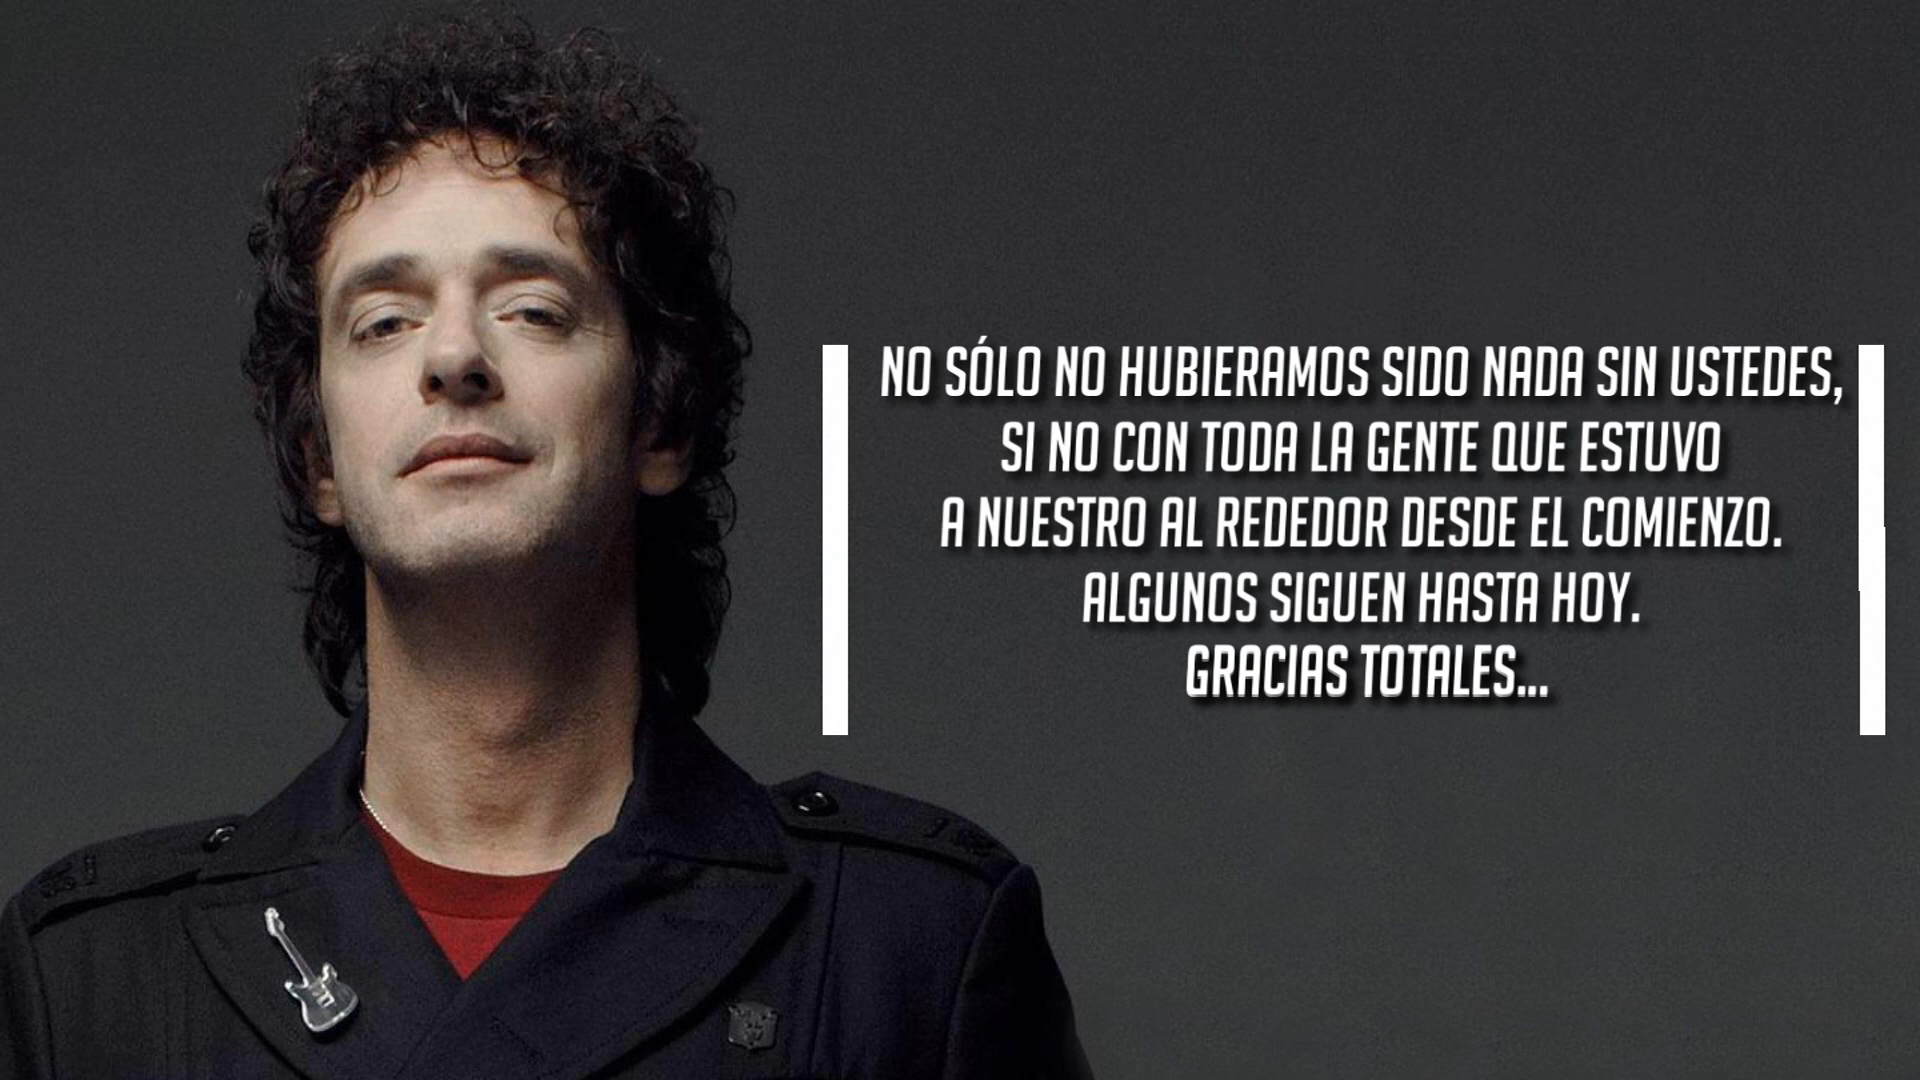 NO SÓLO NO HUBIERAMOS SIDO NADA SIN USTEDES,
SI NO CON TODA LA GENTE QUE ESTUVO
A NUESTRO AL REDEDOR DESDE EL COMIENZO.
ALGUNOS SIGUEN HASTA HOY.
GRACIAS TOTALES...